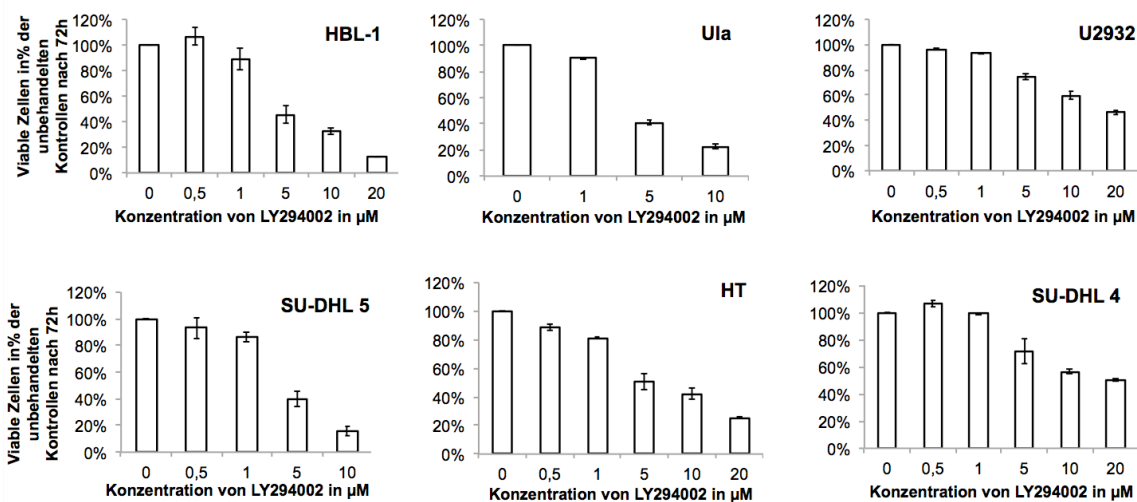 Viable Zellen in% der
unbehandelten
Kontrollen nach 72h
HBL-1
120%
100%
80%
60%
40%
20%
0%
0 0,5 1 5 10 20
Konzentration von LY294002 in µM
Ula
120%
100%
80%
60%
40%
20%
0%
0 1 5 10
Konzentration von LY294002 in µM
U2932
120%
100%
80%
60%
40%
20%
0%
0 0,5 1 5 10 20
Konzentration von LY294002 in µM
Viable Zellen in% der
unbehandelten
Kontrollen nach 72h
SU-DHL 5
120%
100%
80%
60%
40%
20%
0%
0 0,5 1 5 10
Konzentration von LY294002 in µM
HT
120%
100%
80%
60%
40%
20%
0%
0 0,5 1 5 10 20
Konzentration von LY294002 in µM
SU-DHL 4
120%
100%
80%
60%
40%
20%
0%
0 0,5 1 5 10 20
Konzentration von LY294002 in µM